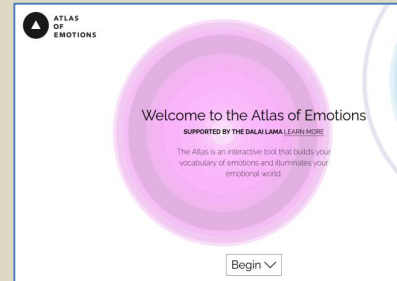 ATLAS
OF
EMOTIONS
Welcome to the Atlas of Emotions
SUPPORTED BY THE DALAI LAMA LEARN MORE
The Atlas is an interactive tool that builds your
vocabulary of emotions and illuminates your
emotional world.
Begin